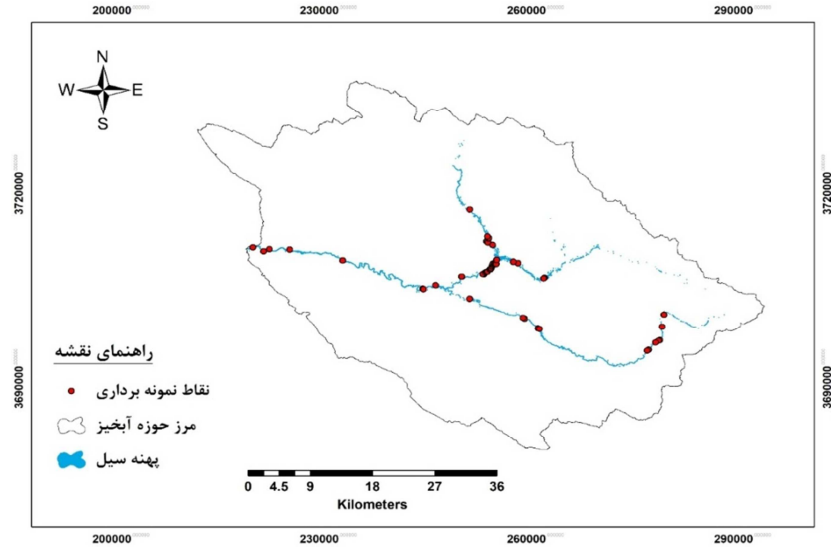 200000 230000 260000 290000
N
W E
S
3720000 3720000
3690000 3690000
راهنمای نقشه
نقاط نمونه برداری
مرز حوزه آبخیز
پهنه سیل
0 4.5 9 18 27 36
Kilometers
200000 230000 260000 290000